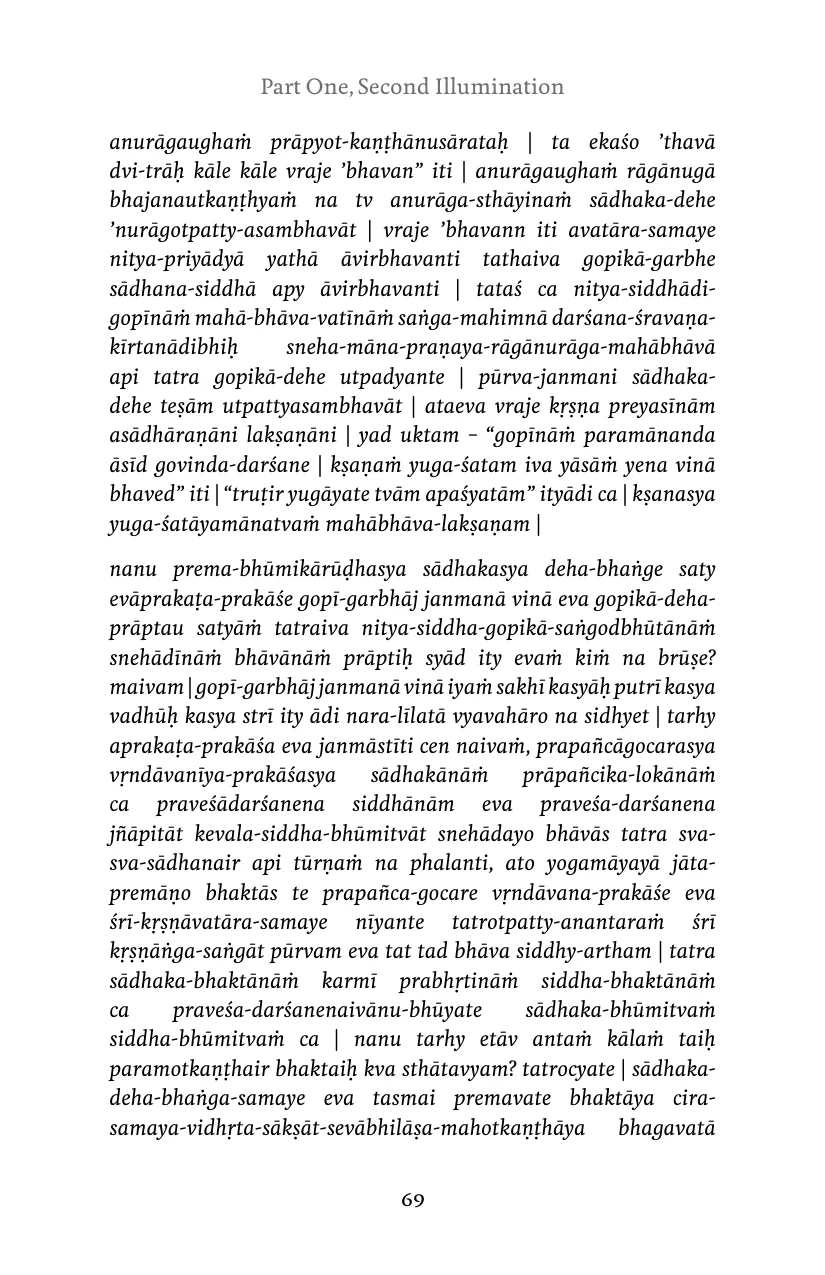 Part One, Second Illumination
anurāgaughaṁ prāpyot-kaṇṭhānusārataḥ | ta ekaśo ’thavā
dvi-trāḥ kāle kāle vraje ’bhavan” iti | anurāgaughaṁ rāgānugā
bhajanautkaṇṭhyaṁ na tv anurāga-sthāyinaṁ sādhaka-dehe
’nurāgotpatty-asambhavāt | vraje ’bhavann iti avatāra-samaye
nitya-priyādyā yathā āvirbhavanti tathaiva gopikā-garbhe
sādhana-siddhā apy āvirbhavanti | tataś ca nitya-siddhādi-
gopīnāṁ mahā-bhāva-vatīnāṁ saṅga-mahimnā darśana-śravaṇa-
kīrtanādibhiḥ sneha-māna-praṇaya-rāgānurāga-mahābhāvā
api tatra gopikā-dehe utpadyante | pūrva-janmani sādhaka-
dehe teṣām utpattyasambhavāt | ataeva vraje kṛṣṇa preyasīnām
asādhāraṇāni lakṣaṇāni | yad uktam – “gopīnāṁ paramānanda
āsīd govinda-darśane | kṣaṇaṁ yuga-śatam iva yāsāṁ yena vinā
bhaved” iti | “truṭir yugāyate tvām apaśyatām” ityādi ca | kṣanasya
yuga-śatāyamānatvaṁ mahābhāva-lakṣaṇam |
nanu prema-bhūmikārūḍhasya sādhakasya deha-bhaṅge saty
evāprakaṭa-prakāśe gopī-garbhāj janmanā vinā eva gopikā-deha-
prāptau satyāṁ tatraiva nitya-siddha-gopikā-saṅgodbhūtānāṁ
snehādīnāṁ bhāvānāṁ prāptiḥ syād ity evaṁ kiṁ na brūṣe?
maivam | gopī-garbhāj janmanā vinā iyaṁ sakhī kasyāḥ putrī kasya
vadhūḥ kasya strī ity ādi nara-līlatā vyavahāro na sidhyet | tarhy
aprakaṭa-prakāśa eva janmāstīti cen naivaṁ, prapañcāgocarasya
vṛndāvanīya-prakāśasya sādhakānāṁ prāpañcika-lokānāṁ
ca praveśādarśanena siddhānām eva praveśa-darśanena
jñāpitāt kevala-siddha-bhūmitvāt snehādayo bhāvās tatra sva-
sva-sādhanair api tūrṇaṁ na phalanti, ato yogamāyayā jāta-
premāṇo bhaktās te prapañca-gocare vṛndāvana-prakāśe eva
śrī-kṛṣṇāvatāra-samaye nīyante tatrotpatty-anantaraṁ śrī
kṛṣṇāṅga-saṅgāt pūrvam eva tat tad bhāva siddhy-artham | tatra
sādhaka-bhaktānāṁ karmī prabhṛtināṁ siddha-bhaktānāṁ
ca praveśa-darśanenaivānu-bhūyate sādhaka-bhūmitvaṁ
siddha-bhūmitvaṁ ca | nanu tarhy etāv antaṁ kālaṁ taiḥ
paramotkaṇṭhair bhaktaiḥ kva sthātavyam? tatrocyate | sādhaka-
deha-bhaṅga-samaye eva tasmai premavate bhaktāya cira-
samaya-vidhṛta-sākṣāt-sevābhilāṣa-mahotkaṇṭhāya bhagavatā
69